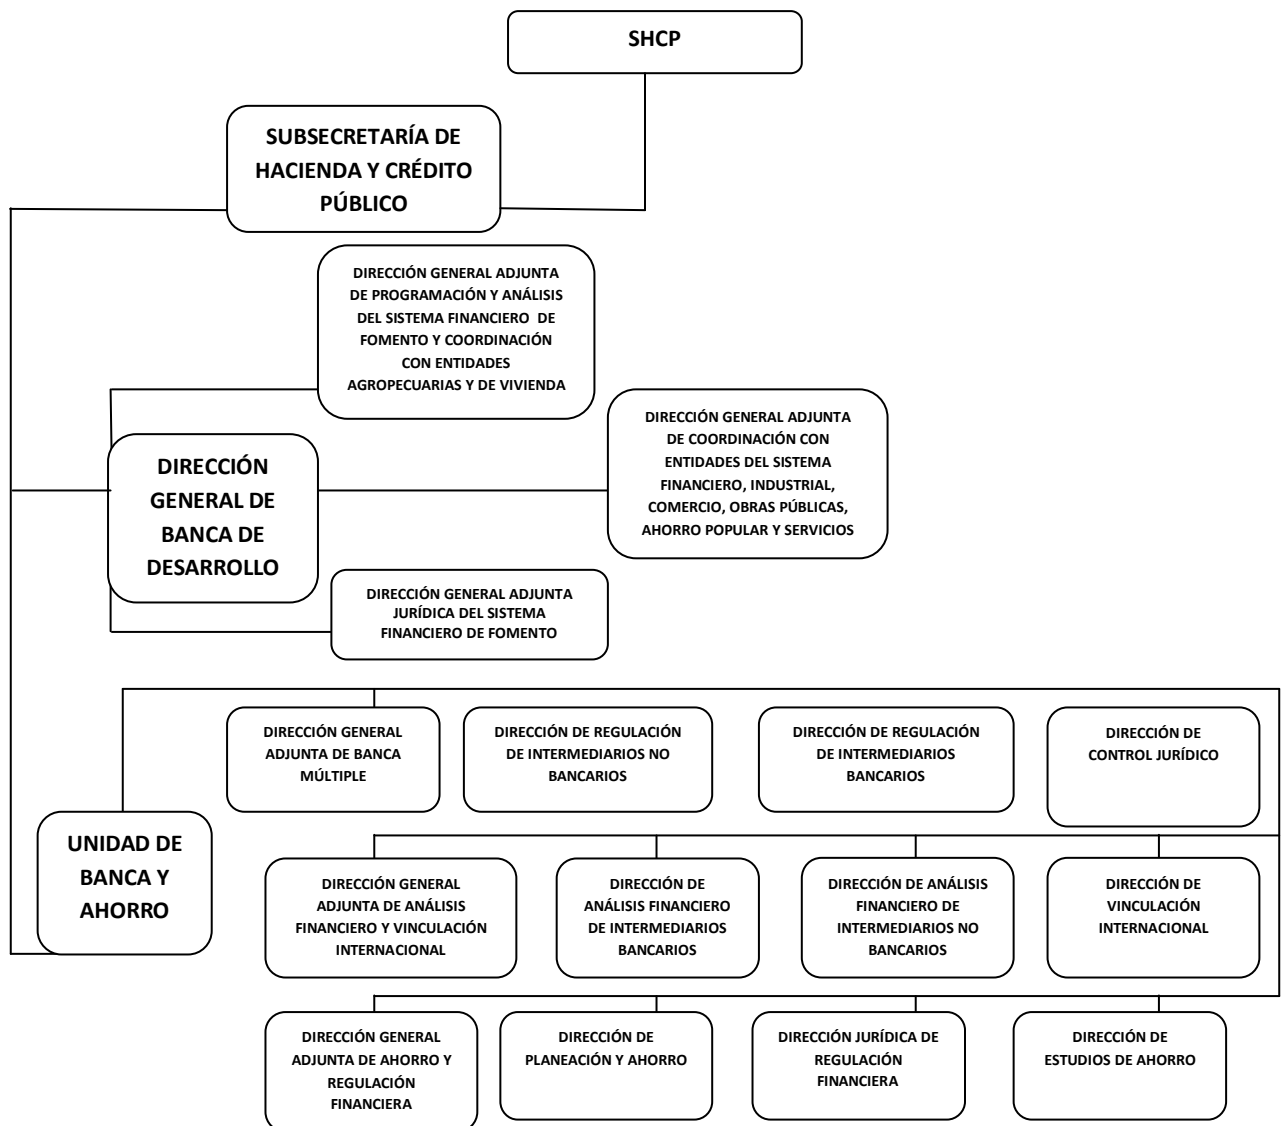 SHCP
SUBSECRETARÍA DE
HACIENDA Y CRÉDITO
PÚBLICO
DIRECCIÓN GENERAL ADJUNTA
DE PROGRAMACIÓN Y ANÁLISIS
DEL SISTEMA FINANCIERO DE
FOMENTO Y COORDINACIÓN
CON ENTIDADES
AGROPECUARIAS Y DE VIVIENDA
DIRECCIÓN GENERAL ADJUNTA
DE COORDINACIÓN CON
ENTIDADES DEL SISTEMA
FINANCIERO, INDUSTRIAL,
COMERCIO, OBRAS PÚBLICAS,
AHORRO POPULAR Y SERVICIOS
DIRECCIÓN
GENERAL DE
BANCA DE
DESARROLLO
DIRECCIÓN GENERAL ADJUNTA
JURÍDICA DEL SISTEMA
FINANCIERO DE FOMENTO
DIRECCIÓN GENERAL
ADJUNTA DE BANCA
MÚLTIPLE
DIRECCIÓN DE REGULACIÓN
DE INTERMEDIARIOS NO
BANCARIOS
DIRECCIÓN DE REGULACIÓN
DE INTERMEDIARIOS
BANCARIOS
DIRECCIÓN DE
CONTROL JURÍDICO
UNIDAD DE
BANCA Y
AHORRO
DIRECCIÓN GENERAL
ADJUNTA DE ANÁLISIS
FINANCIERO Y VINCULACIÓN
INTERNACIONAL
DIRECCIÓN DE
ANÁLISIS FINANCIERO
DE INTERMEDIARIOS
BANCARIOS
DIRECCIÓN DE ANÁLISIS
FINANCIERO DE
INTERMEDIARIOS NO
BANCARIOS
DIRECCIÓN DE
VINCULACIÓN
INTERNACIONAL
DIRECCIÓN GENERAL
ADJUNTA DE AHORRO Y
REGULACIÓN
FINANCIERA
DIRECCIÓN DE
PLANEACIÓN Y AHORRO
DIRECCIÓN JURÍDICA DE
REGULACIÓN
FINANCIERA
DIRECCIÓN DE
ESTUDIOS DE AHORRO